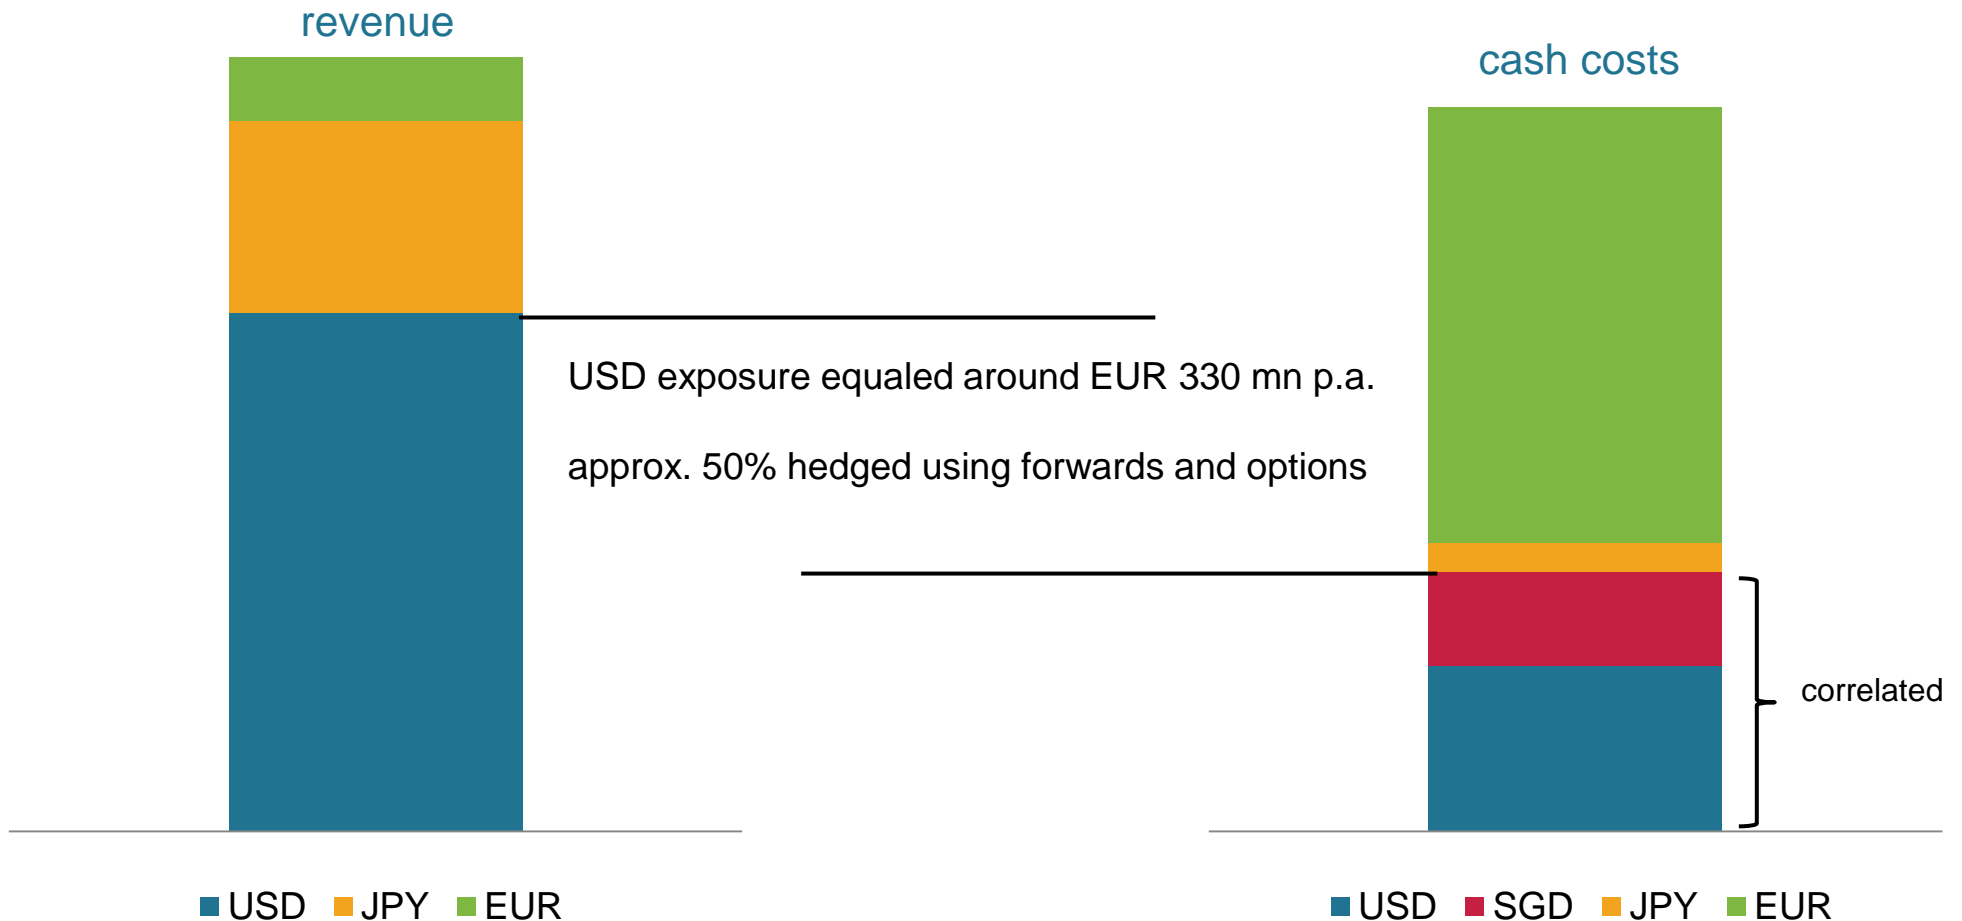 revenue
cash costs
USD exposure equaled around EUR 330 mn p.a.
approx. 50% hedged using forwards and options
correlated
USD JPY EUR
USD SGD JPY EUR